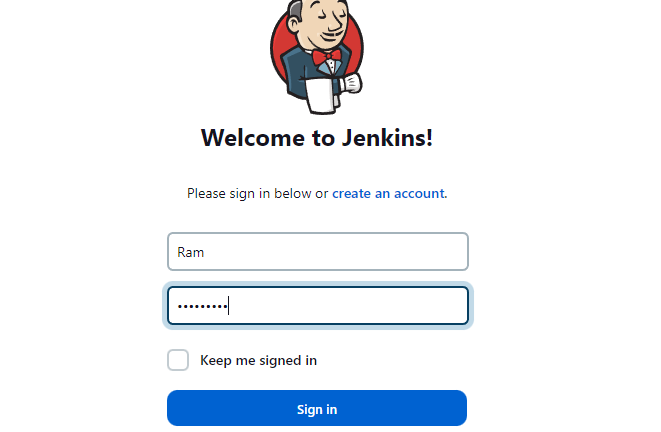 Welcome to Jenkins!
Please sign in below or create an account.
Ram
•••••••••
Keep me signed in
Sign in